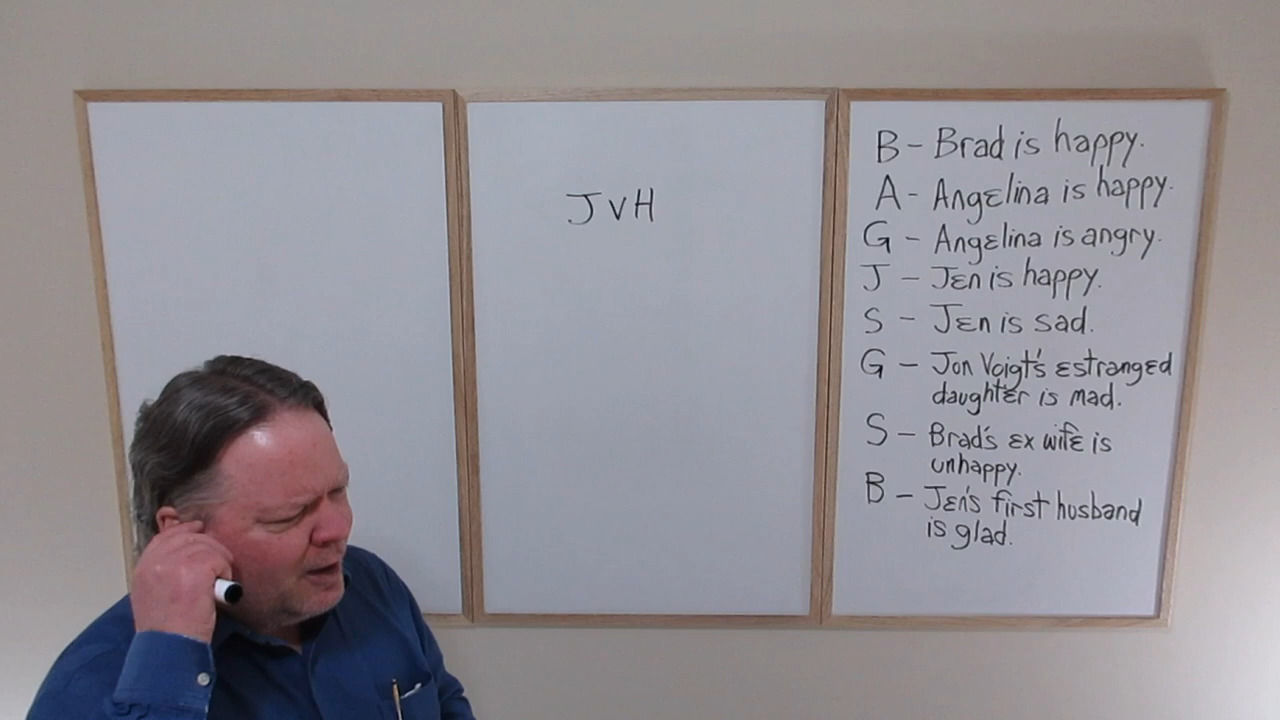 J v H
B - Brad is happy.
A - Angelina is happy.
G - Angelina is angry.
J - Jen is happy.
S - Jen is sad.
G - Jon Voigt's estranged
daughter is mad.
S - Brad's ex wife is
unhappy.
B - Jen's first husband
is glad.